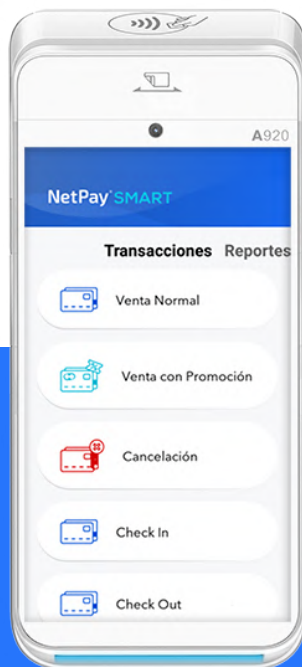 A920
NetPay SMART
Transacciones Reportes
Venta Normal
Venta con Promoción
Cancelación
Check In
Check Out